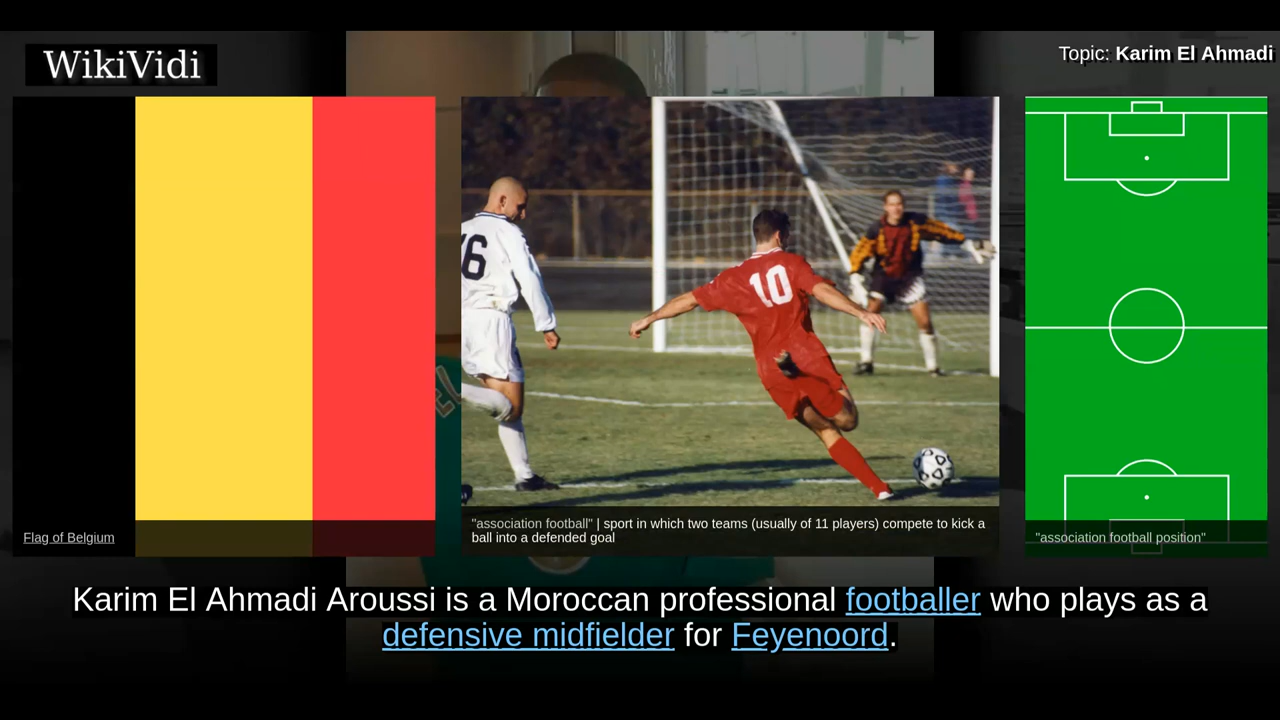 WikiVidi
Topic: Karim El Ahmadi
16
10
Flag of Belgium
"association football" | sport in which two teams (usually of 11 players) compete to kick a
ball into a defended goal
"association football position"
Karim El Ahmadi Aroussi is a Moroccan professional footballer who plays as a
defensive midfielder for Feyenoord.